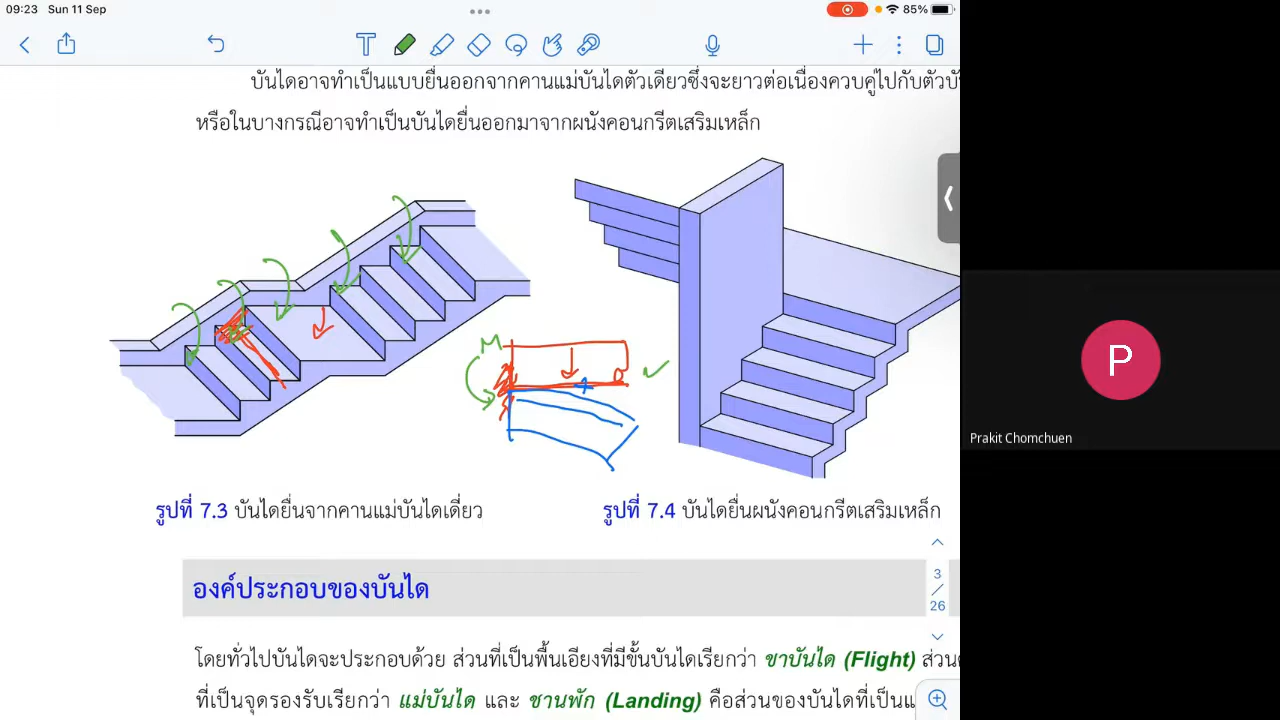 09:23 Sun 11 Sep
85%
บันไดอาจทำเป็นแบบยื่นออกจากคานแม่บันไดตัวเดียวซึ่งจะยาวต่อเนื่องควบคู่ไปกับตัวบั
หรือในบางกรณีอาจทำเป็นบันไดยื่นออกมาจากผนังคอนกรีตเสริมเหล็ก
M
รูปที่ 7.3 บันไดยื่นจากคานแม่บันไดเดี่ยว
รูปที่ 7.4 บันไดยื่นผนังคอนกรีตเสริมเหล็ก
องค์ประกอบของบันได
3
/
26
โดยทั่วไปบันไดจะประกอบด้วย ส่วนที่เป็นพื้นเอียงที่มีขั้นบันไดเรียกว่า ขาบันได (Flight) ส่วน
ที่เป็นจุดรองรับเรียกว่า แม่บันได และ ชานพัก (Landing) คือส่วนของบันไดที่เป็นแ
P
Prakit Chomchuen